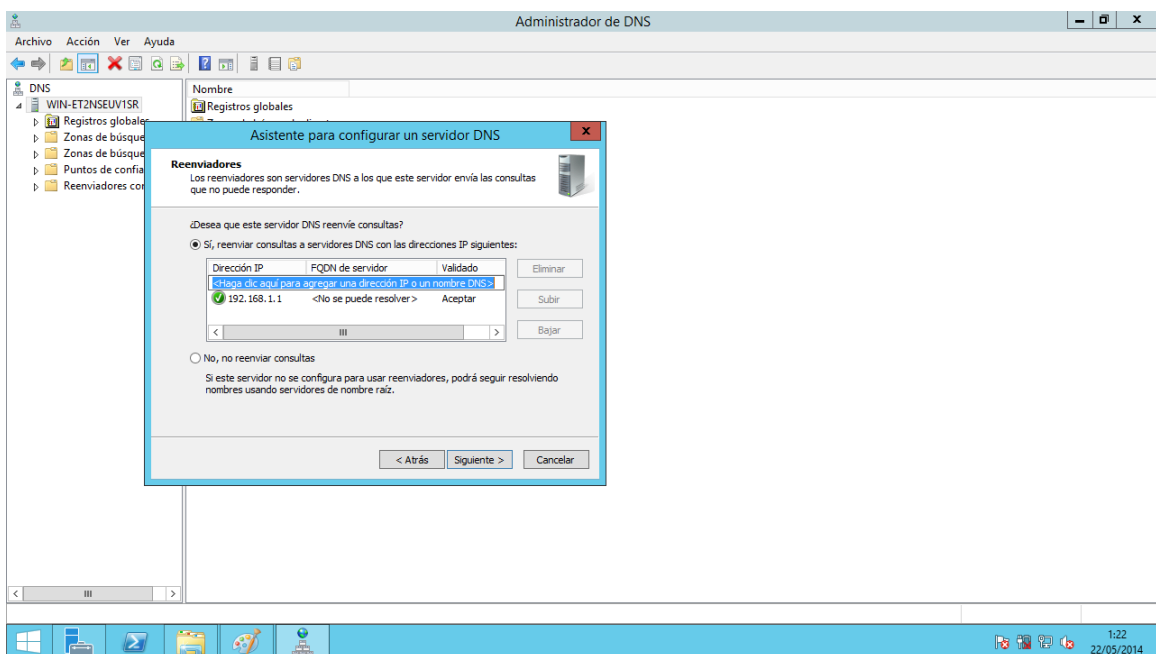 Administrador de DNS
Archivo Acción Ver Ayuda
DNS
WIN-ET2NSEUV1SR
Registros globales
Zonas de búsque
Zonas de búsque
Puntos de confia
Reenviadores cor
Nombre
Registros globales
Asistente para configurar un servidor DNS
Reenviadores
Los reenviadores son servidores DNS a los que este servidor envía las consultas
que no puede responder.
¿Desea que este servidor DNS reenvíe consultas?
Sí, reenviar consultas a servidores DNS con las direcciones IP siguientes:
Dirección IP FQDN de servidor Validado
<Haga clic aquí para agregar una dirección IP o un nombre DNS>
192.168.1.1 <No se puede resolver> Aceptar
Eliminar
Subir
Bajar
No, no reenviar consultas
Si este servidor no se configura para usar reenviadores, podrá seguir resolviendo
nombres usando servidores de nombre raíz.
< Atrás Siguiente > Cancelar
1:22
22/05/2014